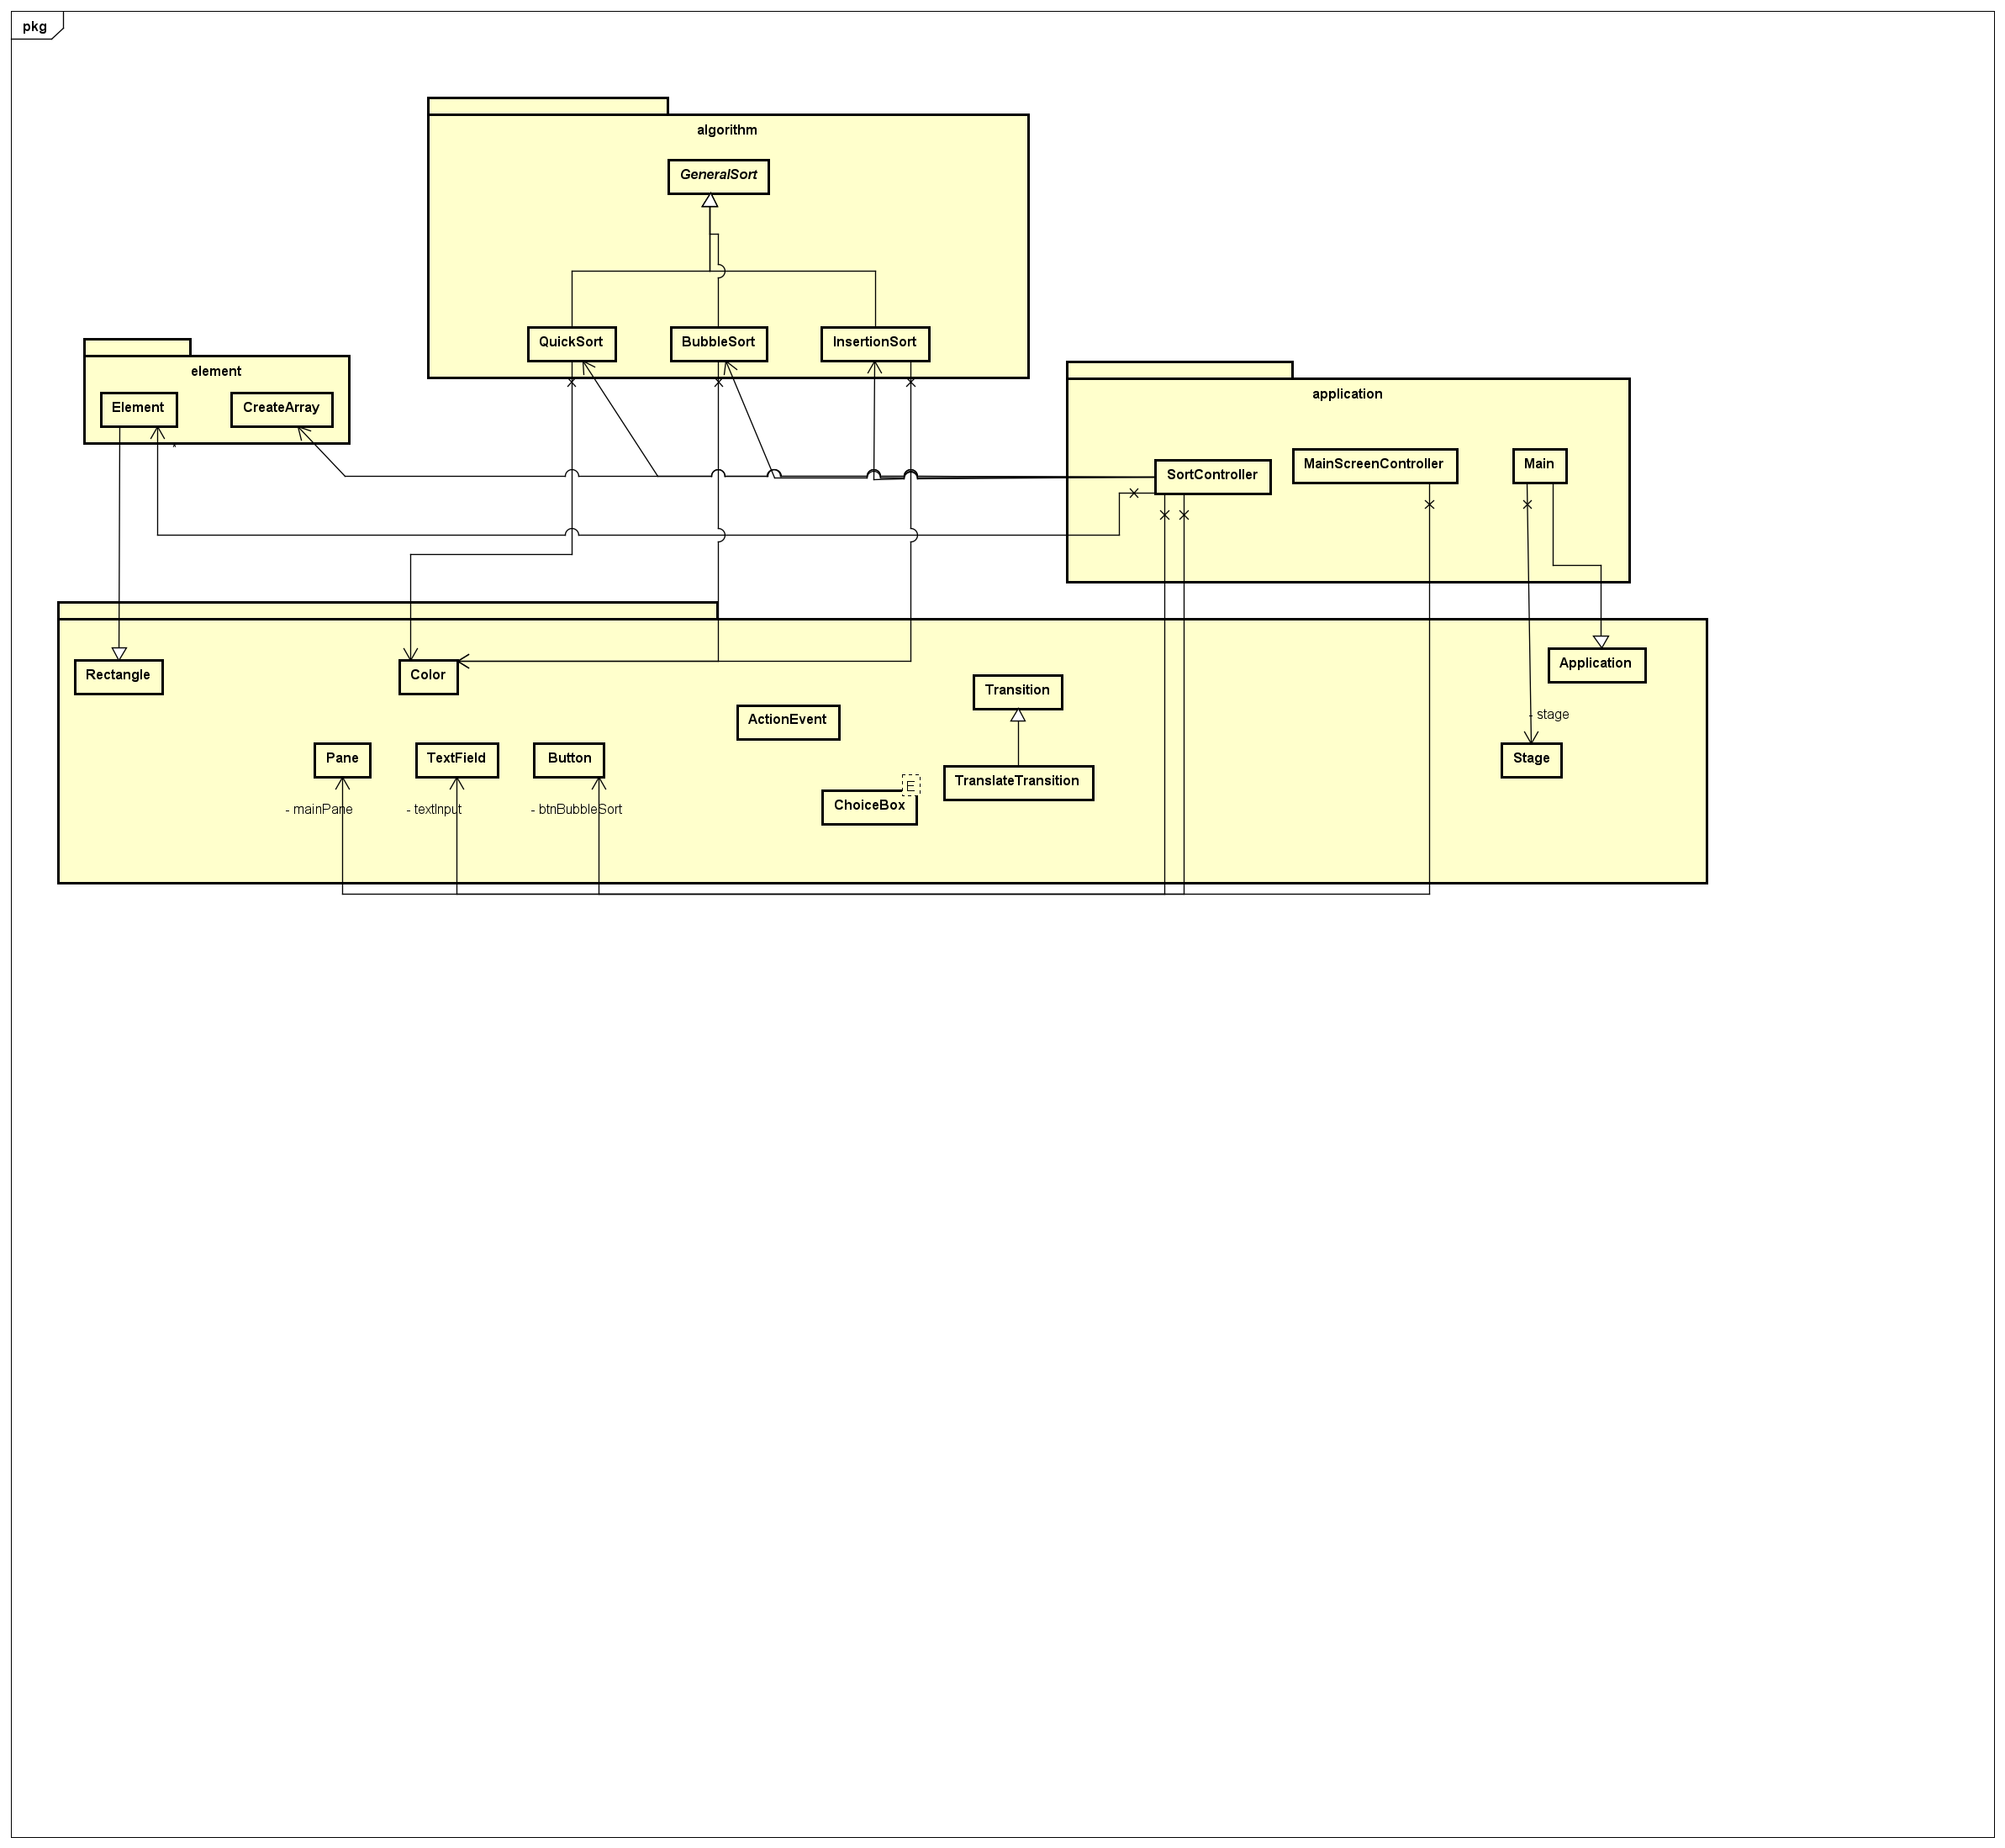 pkg
algorithm
GeneralSort
QuickSort
BubbleSort
InsertionSort
element
Element
CreateArray
*
application
SortController
MainScreenController
Main
Rectangle
Color
Application
Transition
ActionEvent
- stage
Pane
TextField
Button
Stage
TranslateTransition
E
ChoiceBox
- mainPane
- textInput
- btnBubbleSort